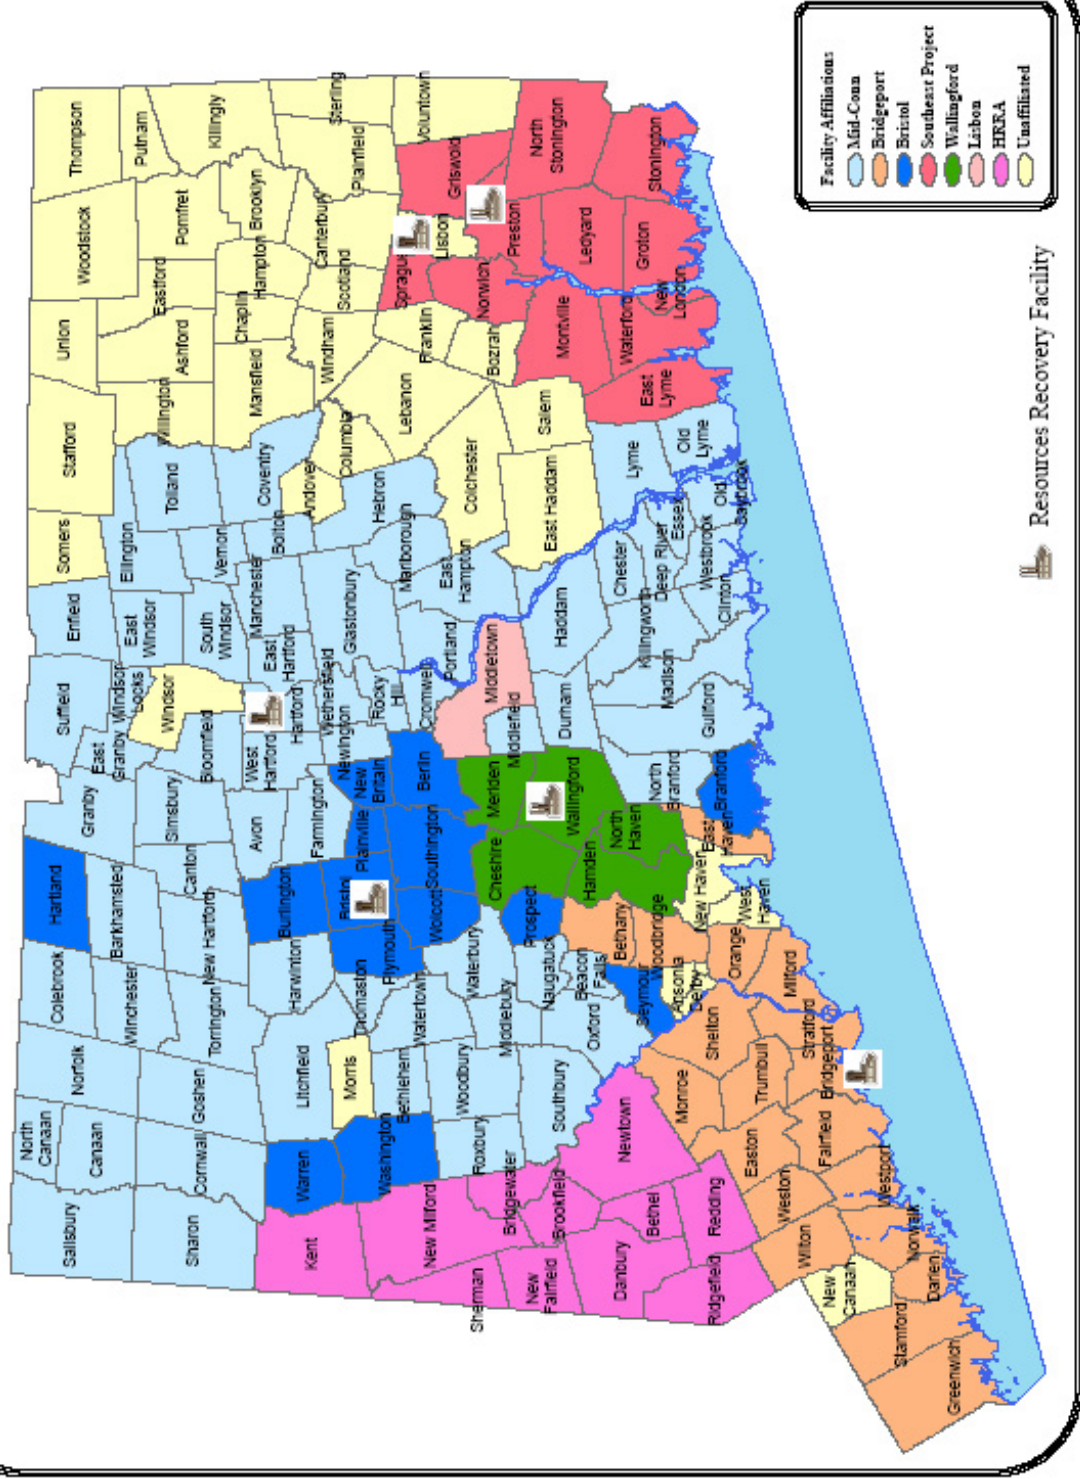 Salisbury
North
Canaan
Canaan
Norfolk
Colebrook
Hartland
Granby
East
Granby
Suffield
Windsor
Locks
Enfield
Somers
Stafford
Union
Woodstock
Thompson
Sharon
Cornwall
Goshen
Winchester
Torrington
Barkhamsted
New Hartford
Canton
Simsbury
Bloomfield
Windsor
East
Windsor
South
Windsor
Ellington
Vernon
Tolland
Willington
Ashford
Eastford
Pomfret
Putnam
Killingly
Kent
Warren
Litchfield
Harwinton
Burlington
Avon
West
Hartford
Hartford
East
Hartford
Manchester
Bolton
Coventry
Andover
Mansfield
Chaplin
Hampton
Brooklyn
Sterling
New Milford
Washington
Morris
Bethlehem
Thomaston
Watertown
Plymouth
Bristol
Plainville
Farmington
New
Britain
Newington
Wethersfield
Rocky
Hill
Glastonbury
Marlborough
Hebron
Columbia
Lebanon
Windham
Scotland
Canterbury
Plainfield
Voluntown
Sherman
Bridgewater
Roxbury
Woodbury
Middlebury
Waterbury
Wolcott
Southington
Berlin
Cromwell
Portland
East
Hampton
Colchester
Franklin
Bozrah
Sprague
Lisbon
Norwich
Griswold
Preston
North
Stonington
New
Fairfield
Brookfield
Southbury
Oxford
Naugatuck
Beacon
Falls
Prospect
Cheshire
Meriden
Middlefield
Middletown
Haddam
East Haddam
Salem
Montville
Ledyard
Stonington
Danbury
Bethel
Newtown
Monroe
Seymour
Ansonia
Derby
Bethany
Woodbridge
Hamden
Wallingford
North
Haven
Durham
Killingworth
Chester
Deep River
Essex
Lyme
Old
Lyme
East
Lyme
Waterford
New
London
Groton
Ridgefield
Redding
Easton
Trumbull
Shelton
Orange
West
Haven
New Haven
East
Haven
North
Branford
Branford
Guilford
Madison
Clinton
Westbrook
Old
Saybrook
Wilton
Weston
Fairfield
Bridgeport
Stratford
Milford
New
Canaan
Norwalk
Westport
Darien
Stamford
Greenwich
Facility Affiliations
Mid-Conn
Bridgeport
Bristol
Southeast Project
Wallingford
Lisbon
HRRA
Unaffiliated
Resources Recovery Facility